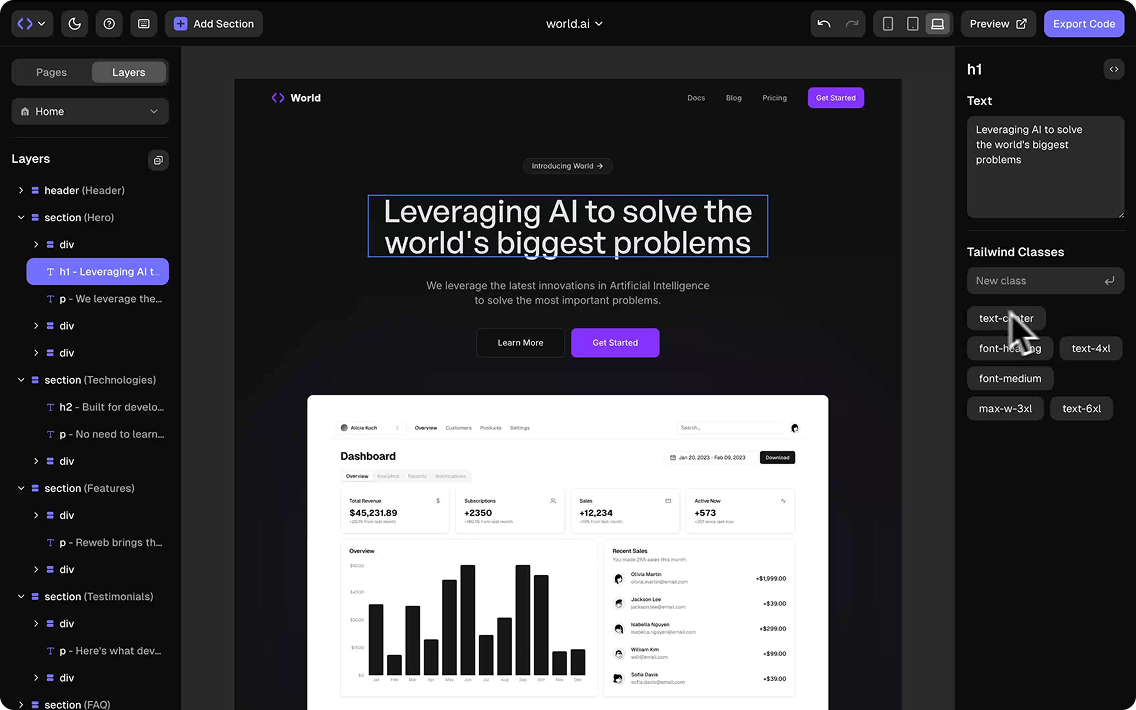 Add Section
world.ai
Preview
Export Code
Pages
Layers
Home
Layers
header (Header)
section (Hero)
div
h1 - Leveraging AI t...
p - We leverage the...
div
div
section (Technologies)
h2 - Built for develo...
p - No need to learn...
div
section (Features)
div
p - Reweb brings th...
div
section (Testimonials)
div
p - Here's what dev...
div
section (FAQ)
World
Docs
Blog
Pricing
Get Started
Introducing World →
Leveraging AI to solve the
world's biggest problems
We leverage the latest innovations in Artificial Intelligence
to solve the most important problems.
Learn More
Get Started
Alicia Koch
Overview
Customers
Products
Settings
Search...
Dashboard
Jan 20, 2023 - Feb 09, 2023
Download
Overview
Analytics
Reports
Notifications
Total Revenue
$
$45,231.89
+20.1% from last month
Subscriptions
+2350
+180.1% from last month
Sales
+12,234
+19% from last month
Active Now
+573
+201 since last hour
Overview
$6000
$4500
$3000
$1500
$0
Jan Feb Mar Apr May Jun Jul Aug Sep Oct Nov Dec
Recent Sales
You made 265 sales this month.
Olivia Martin
olivia.martin@email.com
+$1,999.00
Jackson Lee
jackson.lee@email.com
+$39.00
Isabella Nguyen
isabella.nguyen@email.com
+$299.00
William Kim
will@email.com
+$99.00
Sofia Davis
sofia.davis@email.com
+$39.00
h1
Text
Leveraging AI to solve
the world's biggest
problems
Tailwind Classes
New class
text-center
font-heading
text-4xl
font-medium
max-w-3xl
text-6xl